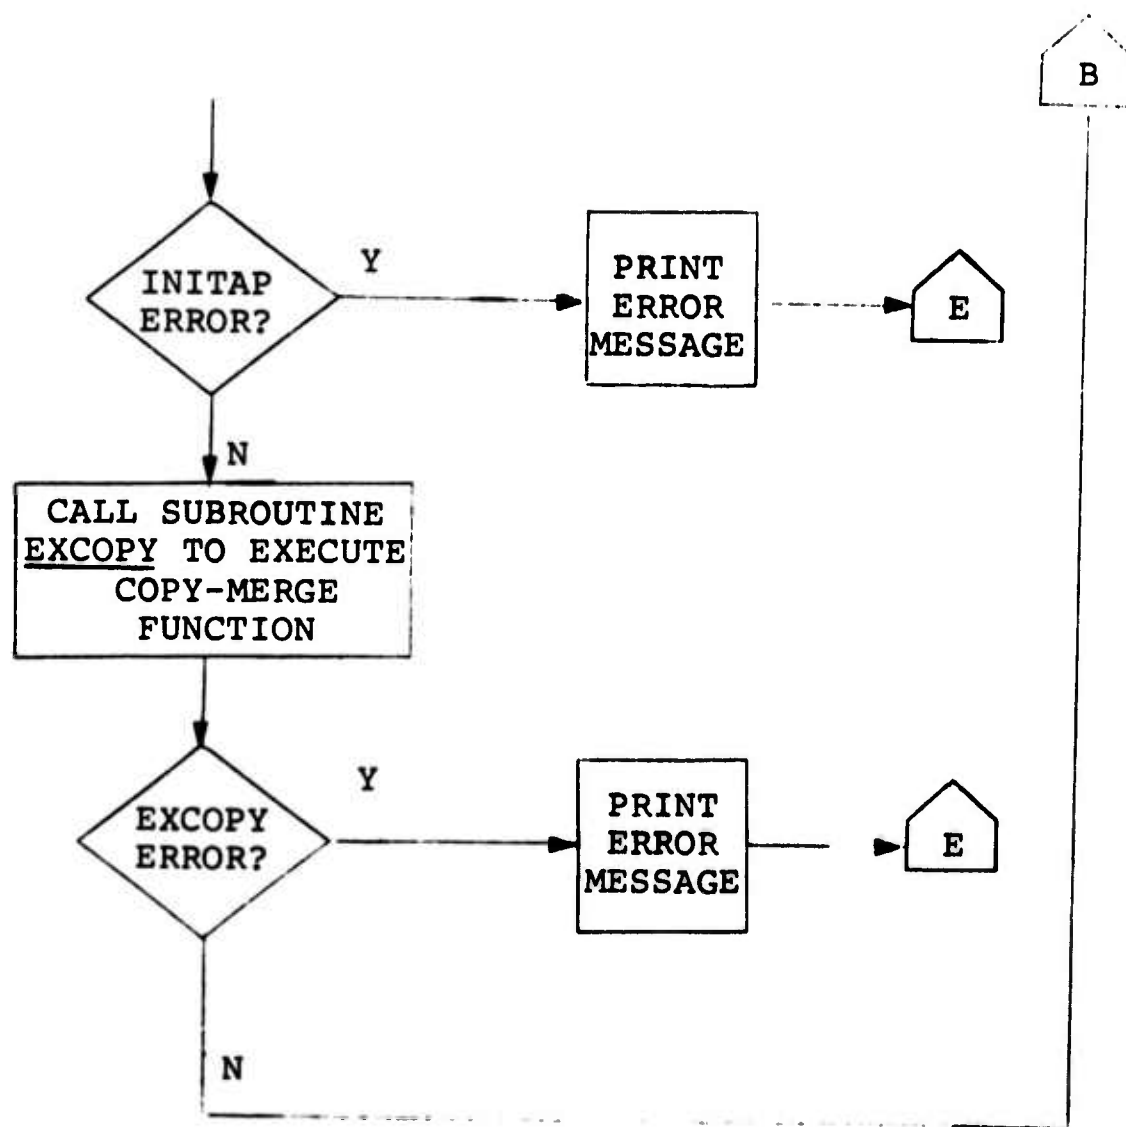 B
INITAP
ERROR?
Y
PRINT
ERROR
MESSAGE
E
N
CALL SUBROUTINE
EXCOPY TO EXECUTE
COPY-MERGE
FUNCTION
EXCOPY
ERROR?
Y
PRINT
ERROR
MESSAGE
E
N